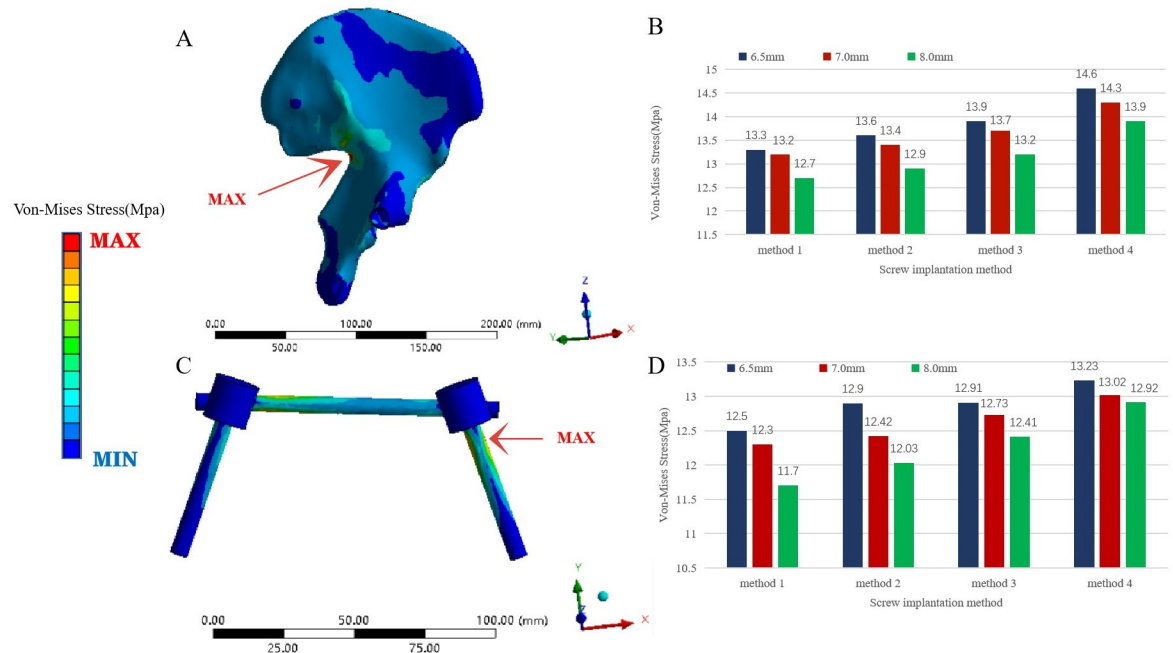 A
MAX
Von-Mises Stress(Mpa)
MAX
MIN
0.00 100.00 200.00 (mm)
50.00 150.00
Z
Y X
B
6.5mm 7.0mm 8.0mm
Von-Mises Stress(Mpa)
15
14.5
14
13.5
13
12.5
12
11.5
13.3 13.2 12.7
13.6 13.4 12.9
13.9 13.7 13.2
14.6 14.3 13.9
method 1 method 2 method 3 method 4
Screw implantation method
C
MAX
Y
Z X
0.00 50.00 100.00 (mm)
25.00 75.00
D
6.5mm 7.0mm 8.0mm
Von-Mises Stress(Mpa)
13.5
13
12.5
12
11.5
11
10.5
12.5 12.3 11.7
12.9 12.42 12.03
12.91 12.73 12.41
13.23 13.02 12.92
method 1 method 2 method 3 method 4
Screw implantation method